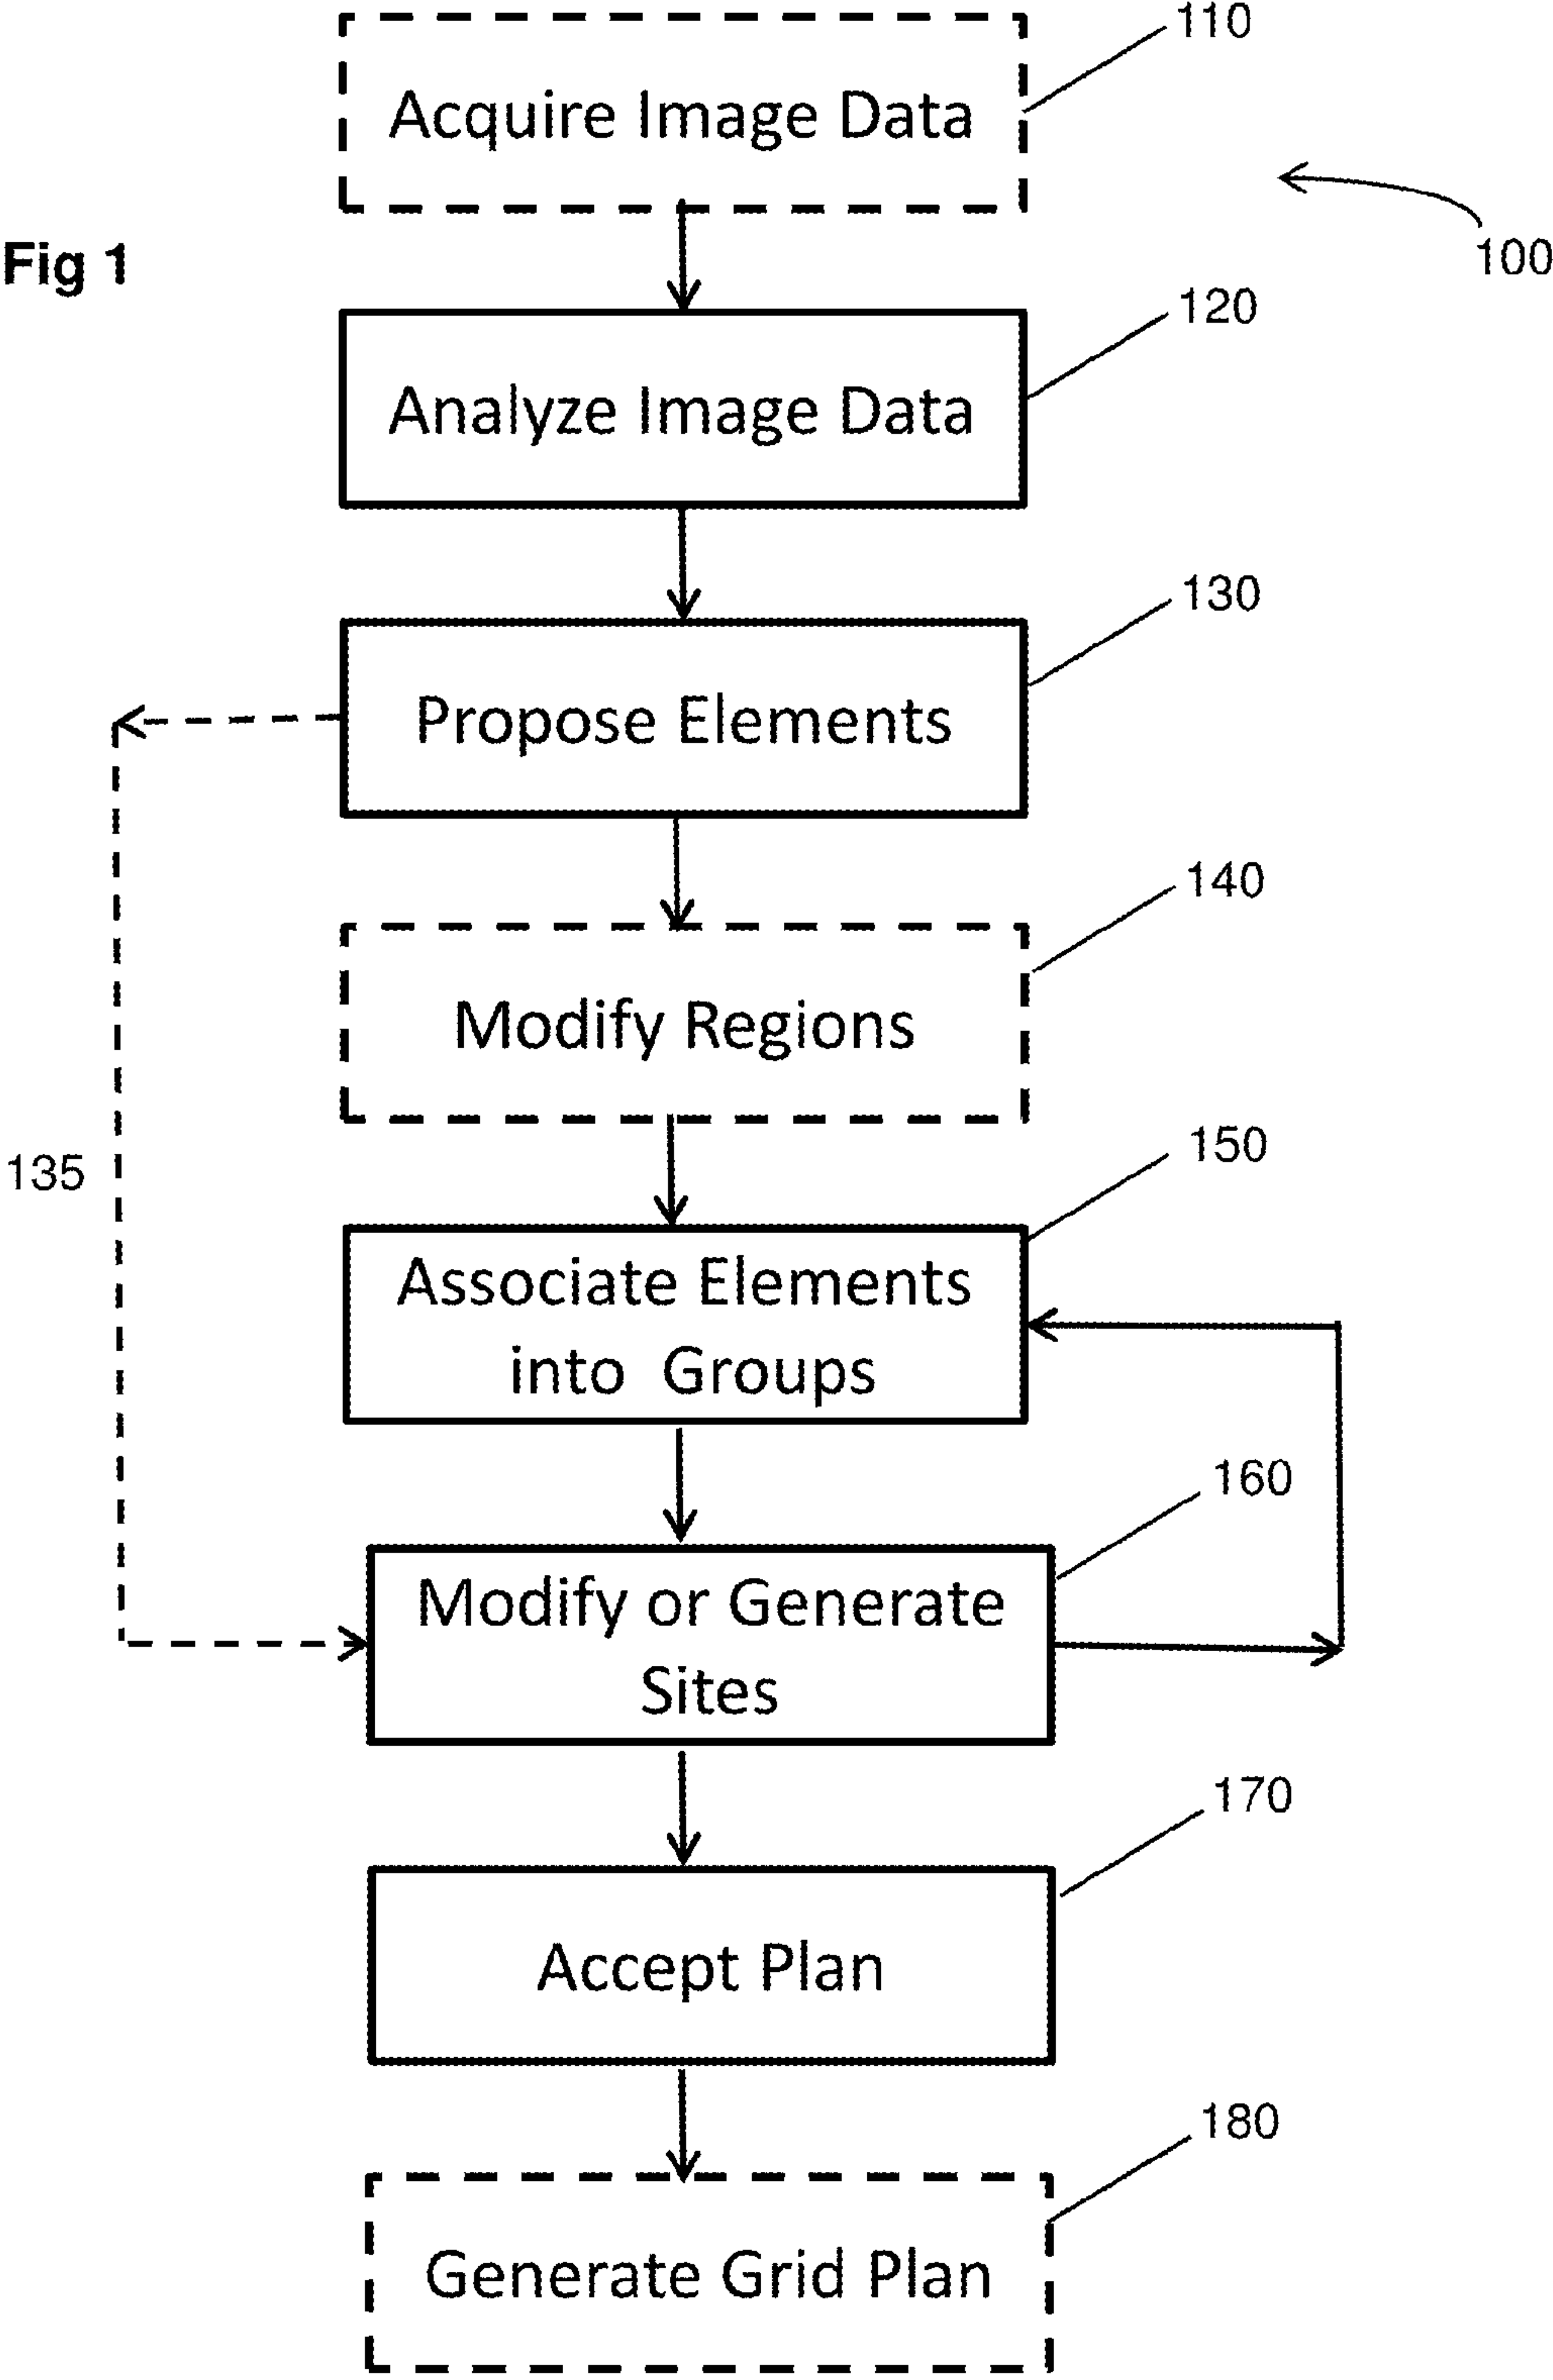 110
Acquire Image Data
100
Fig 1
120
Analyze Image Data
130
Propose Elements
140
Modify Regions
135
150
Associate Elements
into Groups
160
Modify or Generate
Sites
170
Accept Plan
180
Generate Grid Plan